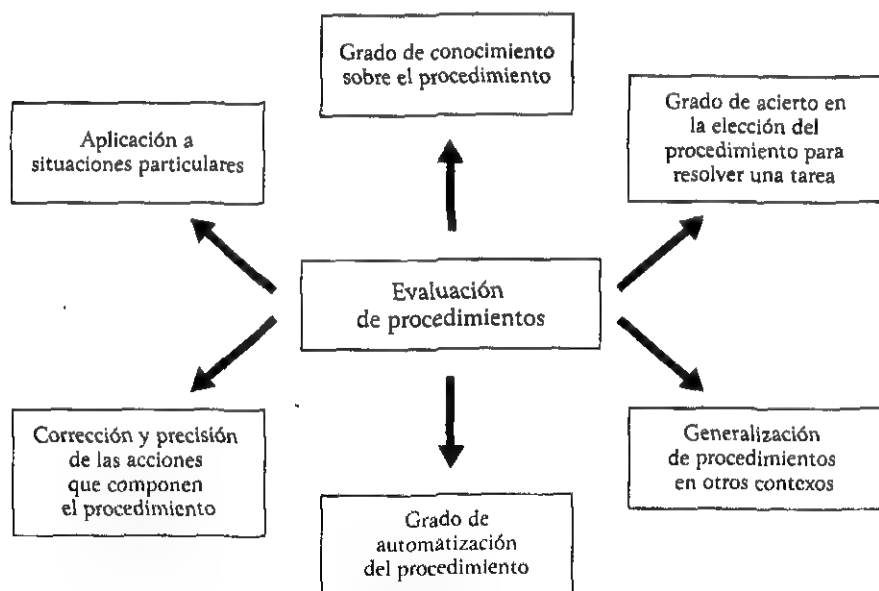 Grado de conocimiento
sobre el procedimiento
Aplicación a
situaciones particulares
Grado de acierto en
la elección del
procedimiento para
resolver una tarea
Evaluación
de procedimientos
Corrección y precisión
de las acciones
que componen
el procedimiento
Grado de
automatización
del procedimiento
Generalización
de procedimientos
en otros contexos